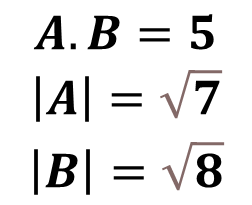 A. B = 5
|A| = √7
|B| = √8